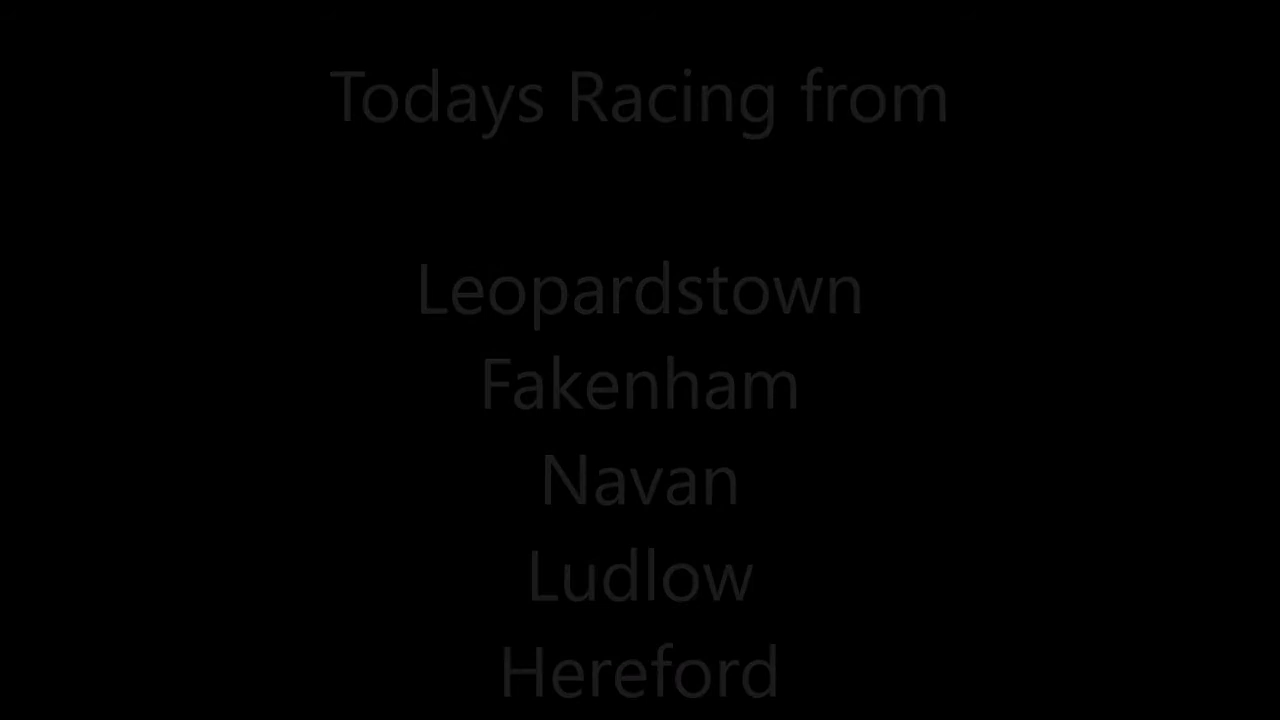 Todays Racing from
Leopardstown
Fakenham
Navan
Ludlow
Hereford